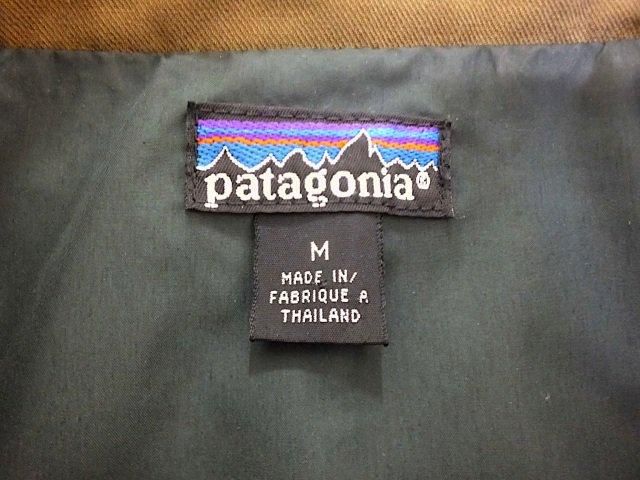 patagonia®
M
MADE IN/
FABRIQUE A
THAILAND